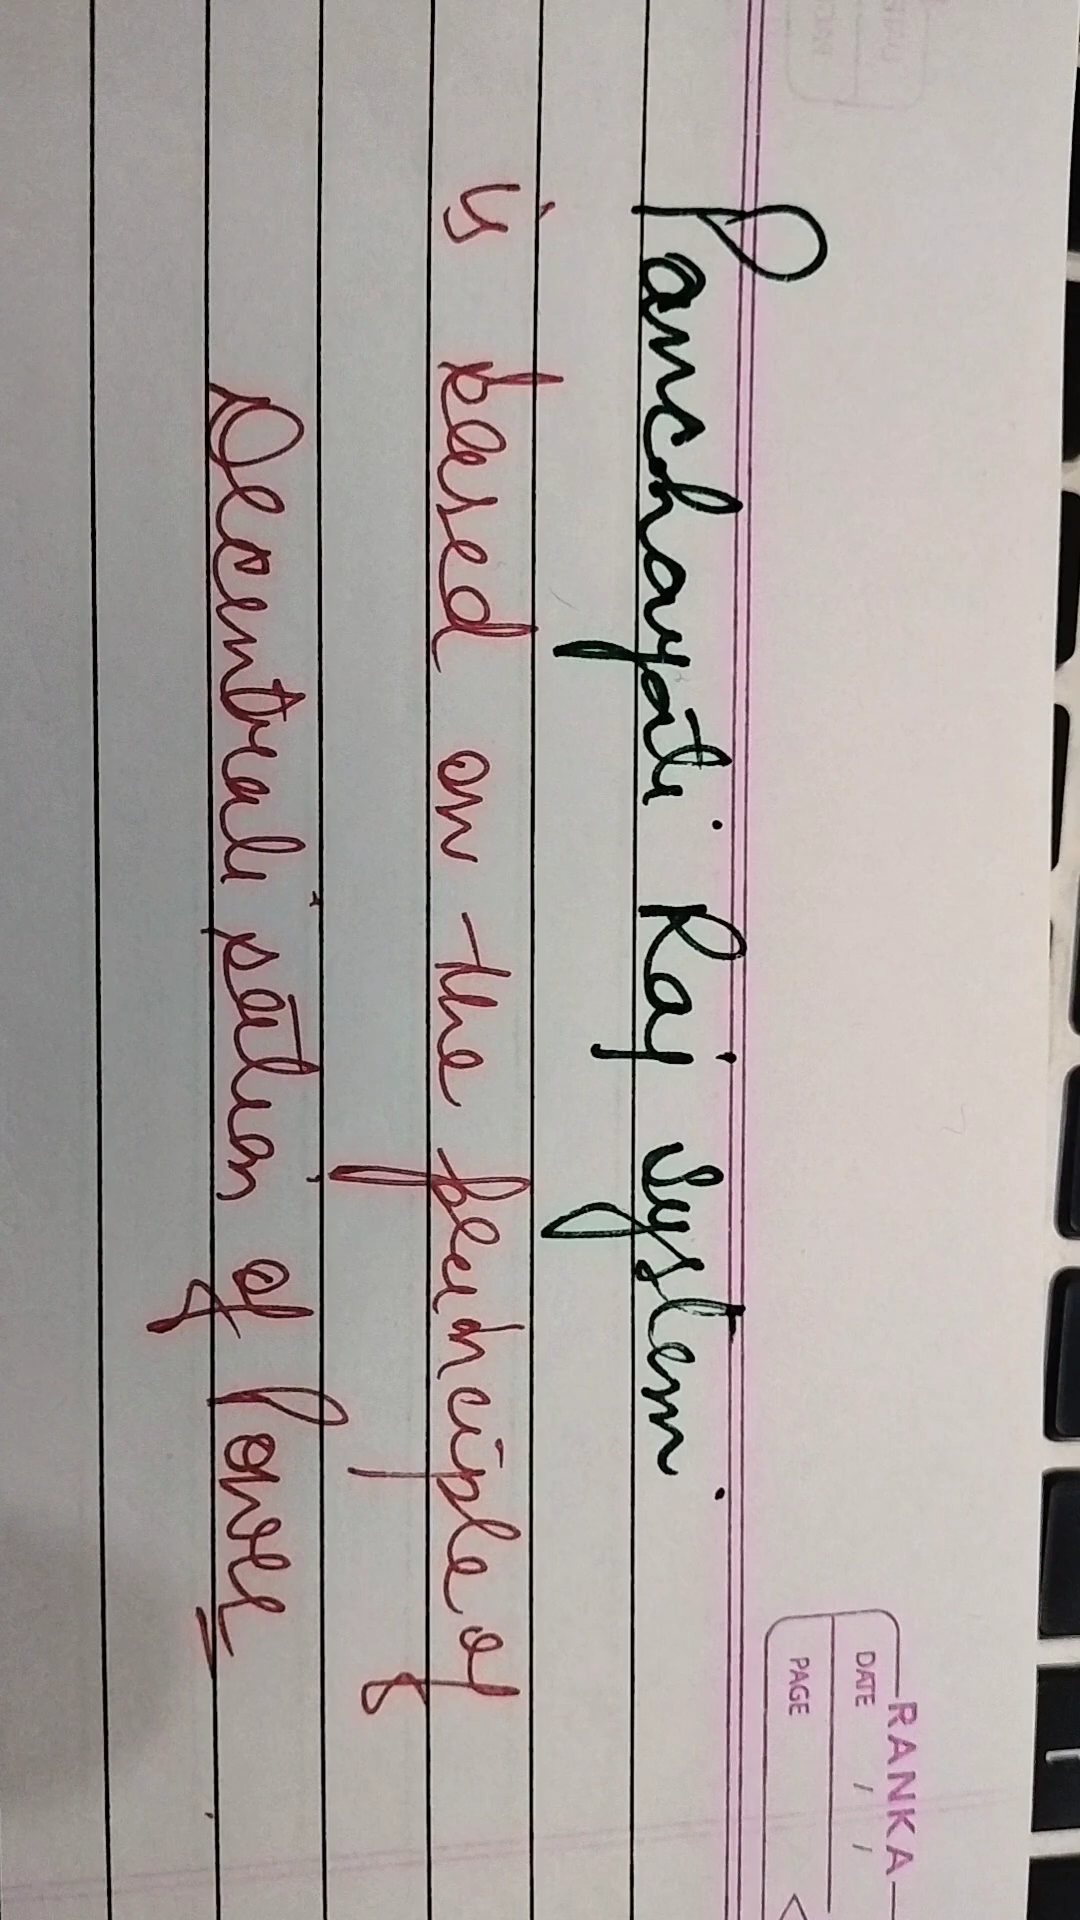 RANKA
DATE / /
PAGE
Panchayati Raj System
is based on the principle of
Decentralisation of Power